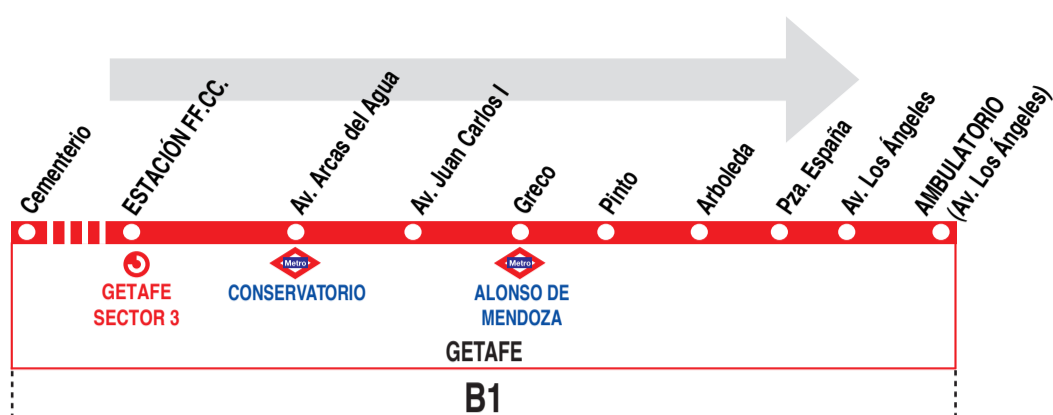 Cementerio
ESTACIÓN FF.CC.
Av. Arcas del Agua
Av. Juan Carlos I
Greco
Pinto
Arboleda
Pza. España
Av. Los Ángeles
AMBULATORIO
(Av. Los Ángeles)
GETAFE
SECTOR 3
Metro
CONSERVATORIO
Metro
ALONSO DE
MENDOZA
GETAFE
B1